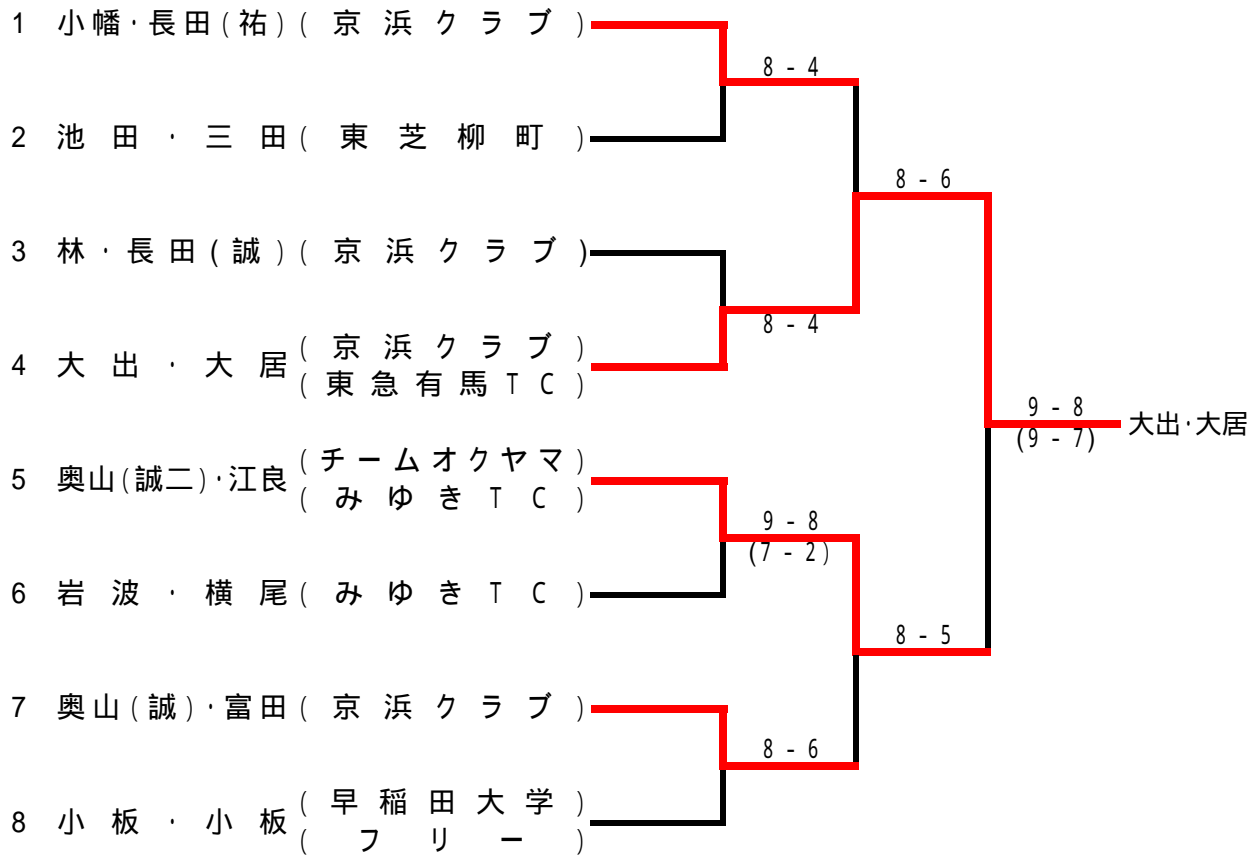 1 小幡・長田(祐)(京浜クラブ)
8-4
2 池田・三田(東芝柳町)
8-6
3 林・長田(誠)(京浜クラブ)
8-4
4 大出・大居(京浜クラブ)
(東急有馬TC)
9-8
(9-7)
大出・大居
5 奥山(誠二)・江良(チームオクヤマ)
(みゆきTC)
9-8
(7-2)
6 岩波・横尾(みゆきTC)
8-5
7 奥山(誠)・富田(京浜クラブ)
8-6
8 小板・小板(早稲田大学)
(フリー)